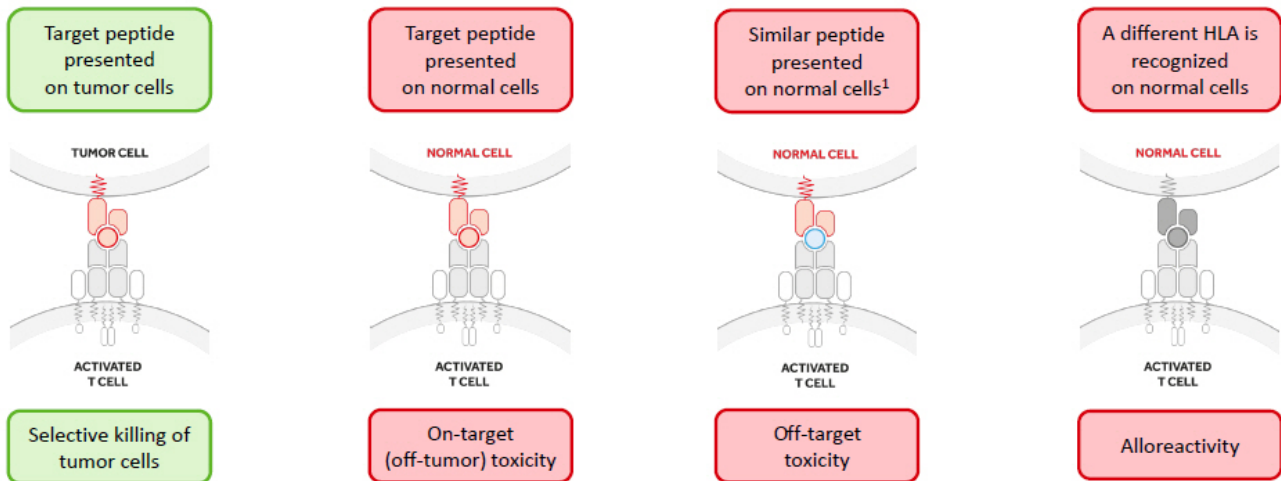 Target peptide
presented
on tumor cells
Target peptide
presented
on normal cells
Similar peptide
presented
on normal cells¹
A different HLA is
recognized
on normal cells
TUMOR CELL
NORMAL CELL
NORMAL CELL
NORMAL CELL
ACTIVATED
T CELL
ACTIVATED
T CELL
ACTIVATED
T CELL
ACTIVATED
T CELL
Selective killing of
tumor cells
On-target
(off-tumor) toxicity
Off-target
toxicity
Alloreactivity